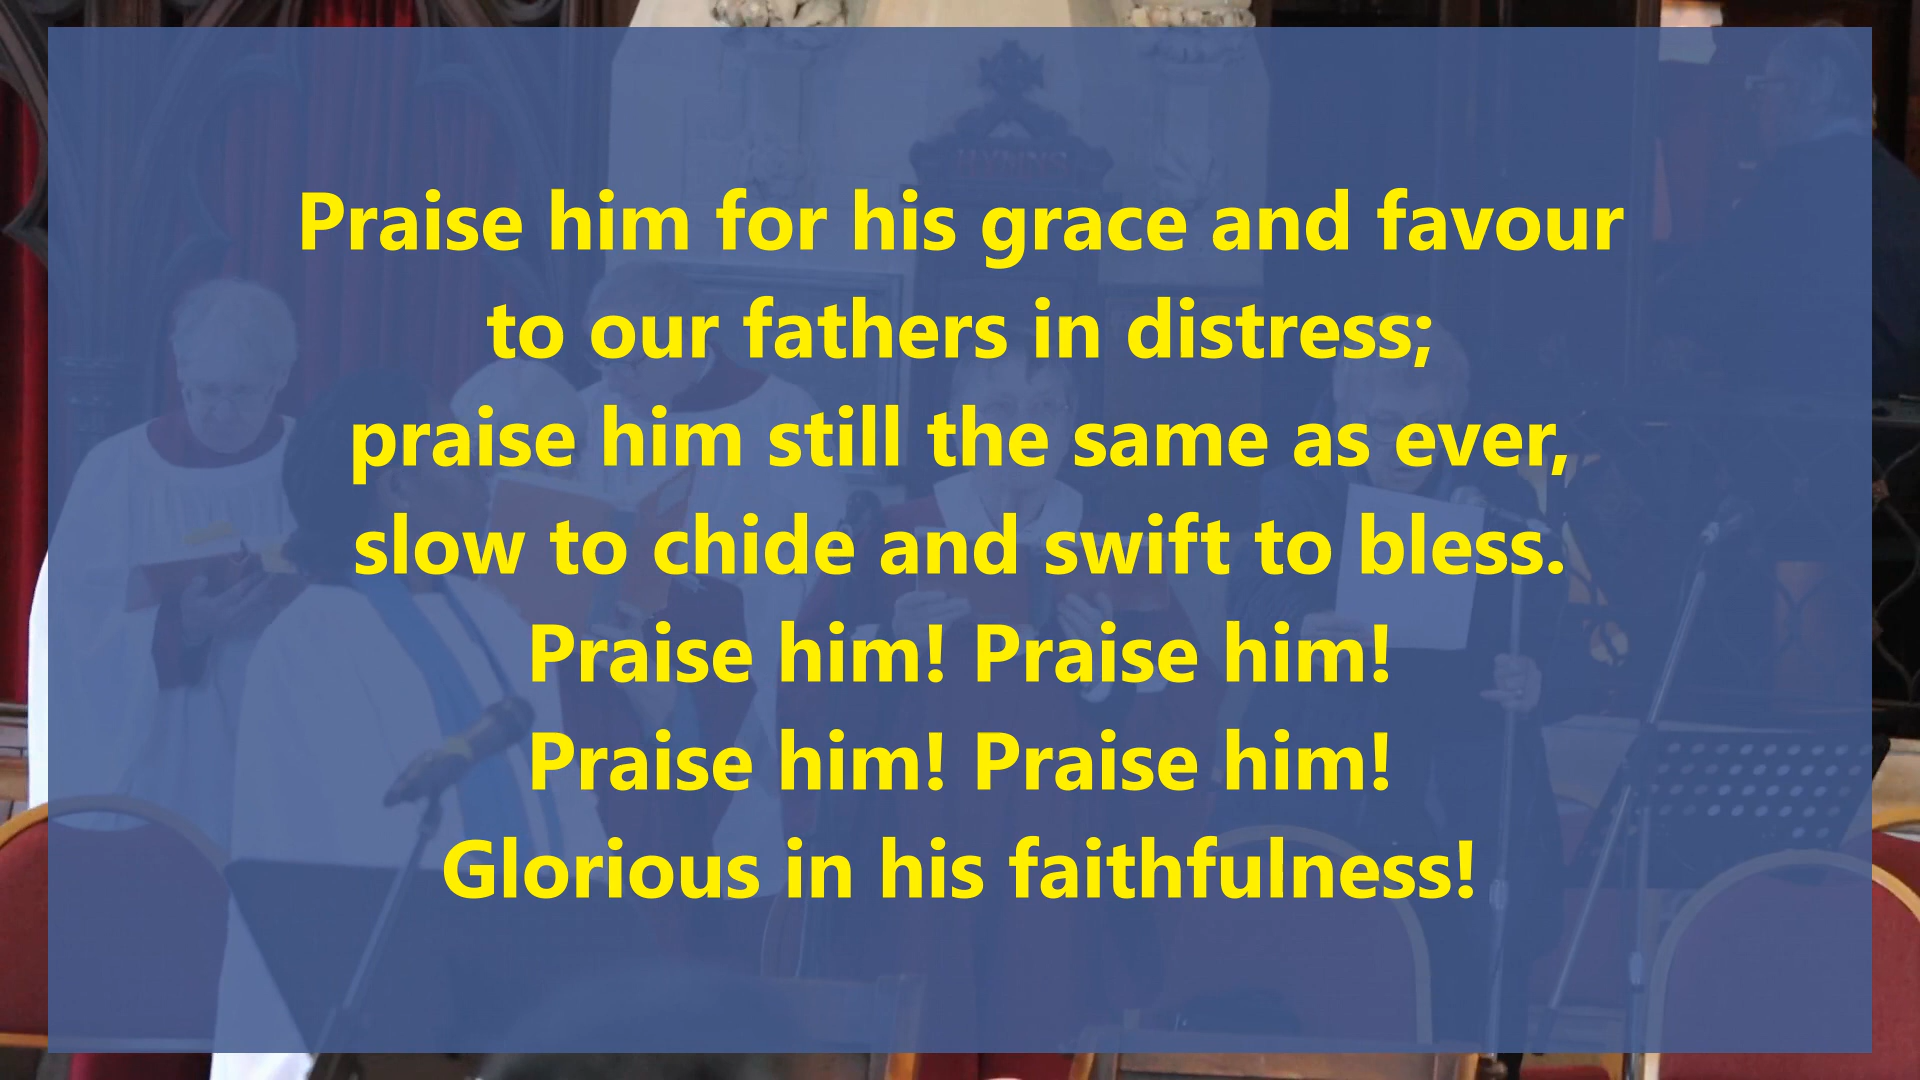 HYMNS
Praise him for his grace and favour
to our fathers in distress;
praise him still the same as ever,
slow to chide and swift to bless.
Praise him! Praise him!
Praise him! Praise him!
Glorious in his faithfulness!